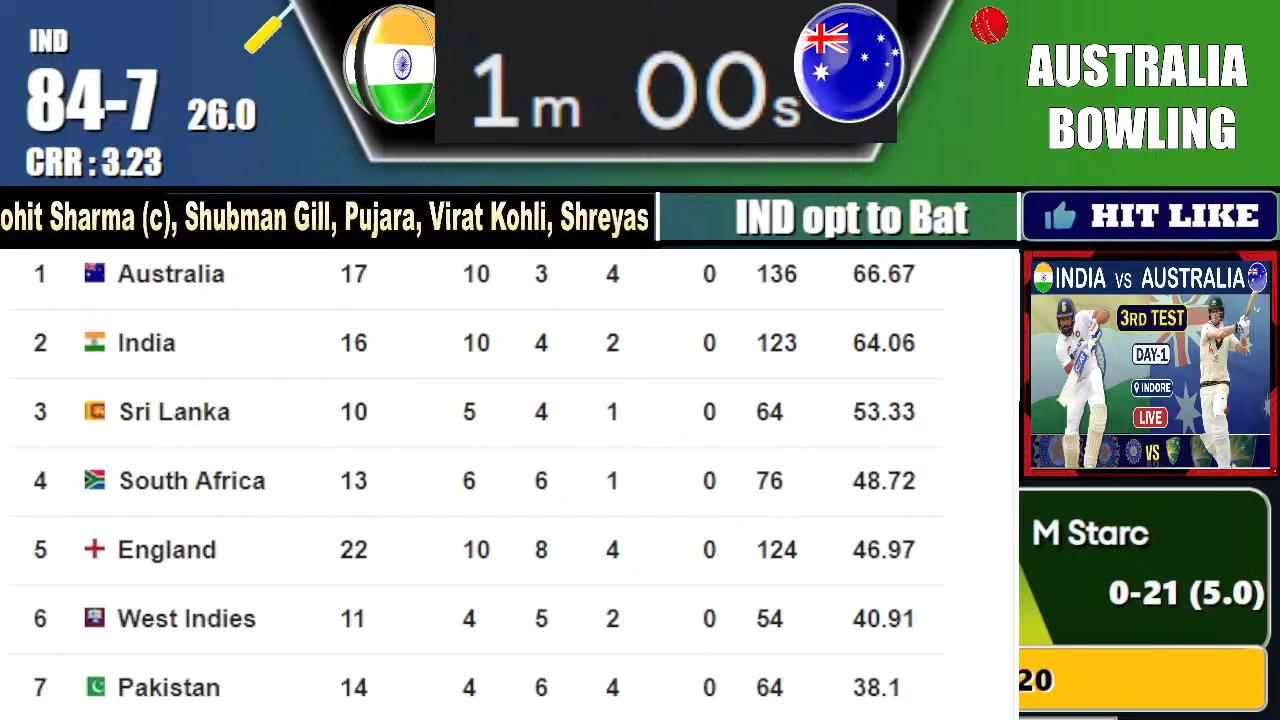 IND
84-7 26.0
CRR : 3.23
1m 00s
AUSTRALIA
BOWLING
ohit Sharma (c), Shubman Gill, Pujara, Virat Kohli, Shreyas
IND opt to Bat
HIT LIKE
1 Australia 17 10 3 4 0 136 66.67
2 India 16 10 4 2 0 123 64.06
3 Sri Lanka 10 5 4 1 0 64 53.33
4 South Africa 13 6 6 1 0 76 48.72
5 England 22 10 8 4 0 124 46.97
6 West Indies 11 4 5 2 0 54 40.91
7 Pakistan 14 4 6 4 0 64 38.1
INDIA VS AUSTRALIA
3RD TEST
DAY-1
INDORE
LIVE
VS
M Starc
0-21 (5.0)
20